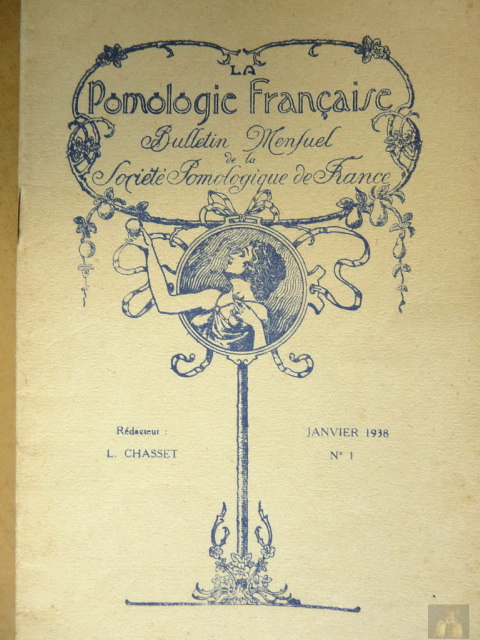 LA
Pomologie Française
Bulletin Mensuel
de la
Société Pomologique de France
Rédacteur :
L. CHASSET
JANVIER 1938
N° 1